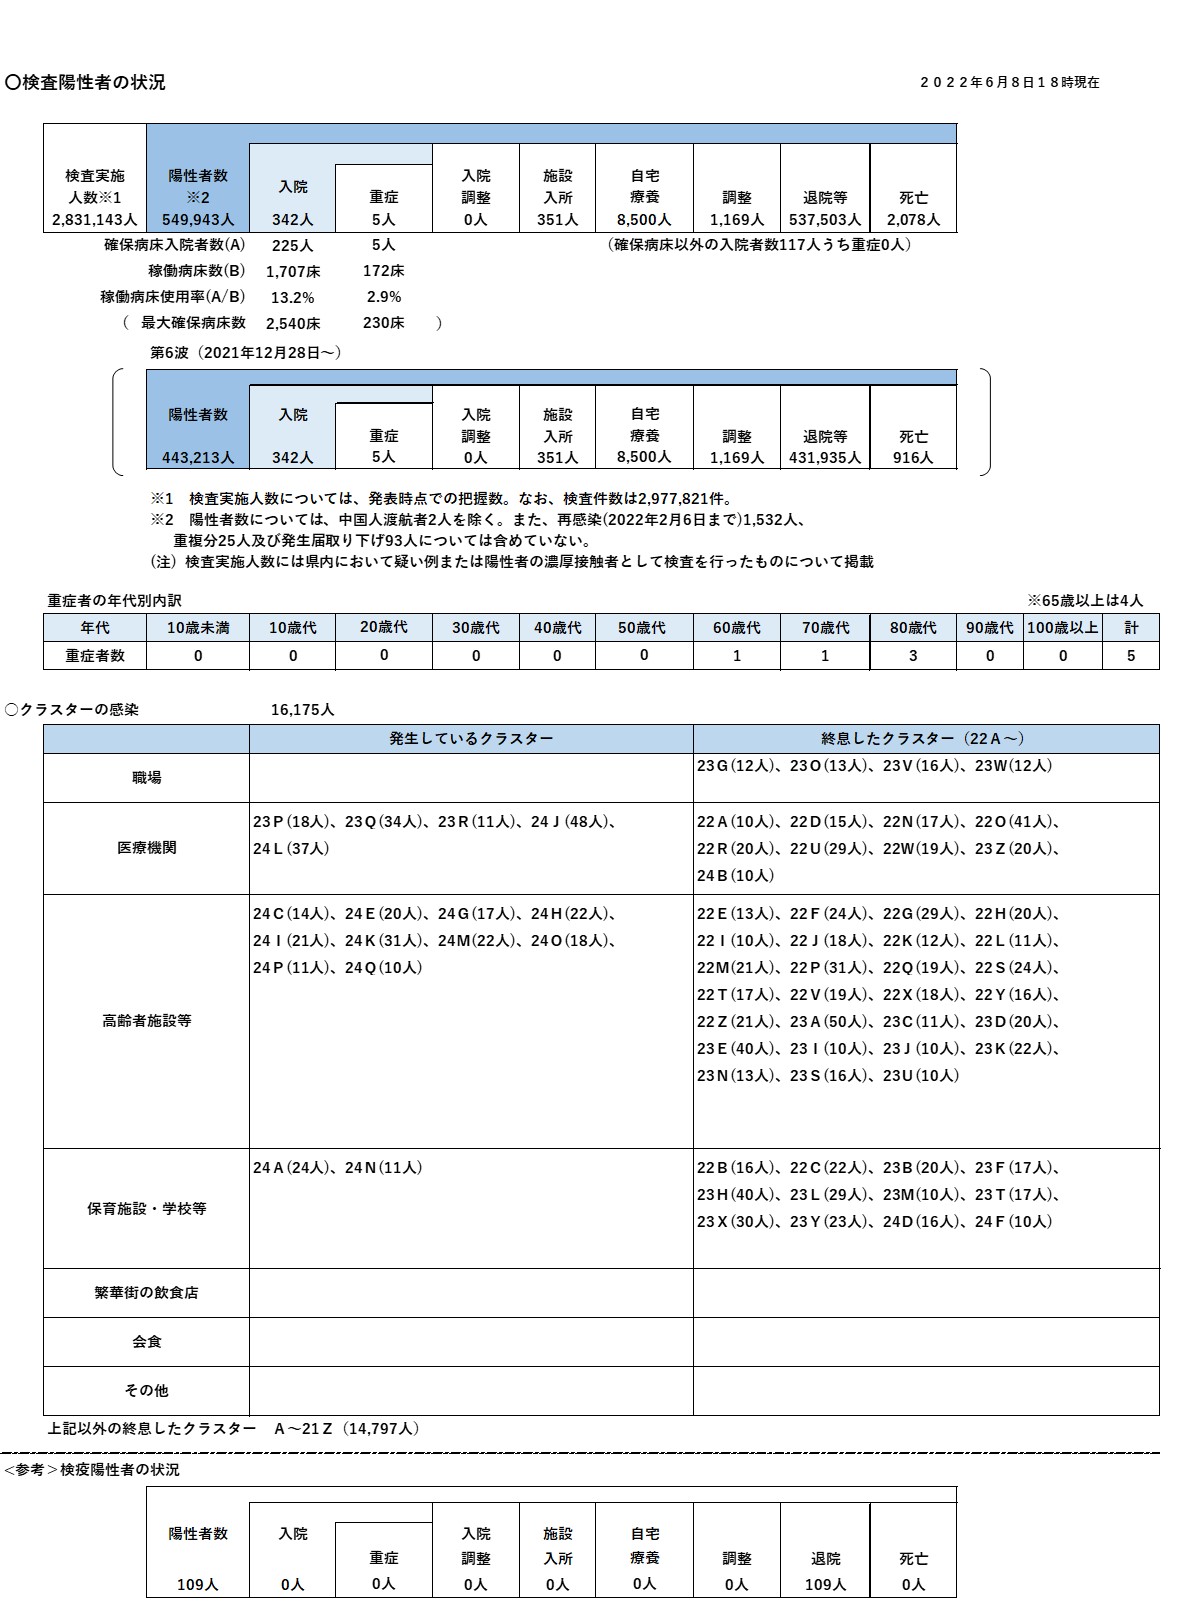 〇検査陽性者の状況
２０２２年６月８日１８時現在
検査実施 陽性者数 入院 入院 施設 自宅
人数※1 ※2 重症 調整 入所 療養 調整 退院等 死亡
2,831,143人 549,943人 342人 5人 0人 351人 8,500人 1,169人 537,503人 2,078人
確保病床入院者数(A) 225人 5人 （確保病床以外の入院者数117人うち重症0人）
稼働病床数(B) 1,707床 172床
稼働病床使用率(A/B) 13.2% 2.9%
（ 最大確保病床数 2,540床 230床 ）
第6波（2021年12月28日～）
陽性者数 入院 入院 施設 自宅
重症 調整 入所 療養 調整 退院等 死亡
443,213人 342人 5人 0人 351人 8,500人 1,169人 431,935人 916人
※1　検査実施人数については、発表時点での把握数。なお、検査件数は2,977,821件。
※2　陽性者数については、中国人渡航者2人を除く。また、再感染(2022年2月6日まで)1,532人、
重複分25人及び発生届取り下げ93人については含めていない。
(注）検査実施人数には県内において疑い例または陽性者の濃厚接触者として検査を行ったものについて掲載
重症者の年代別内訳 ※65歳以上は4人
年代 10歳未満 10歳代 20歳代 30歳代 40歳代 50歳代 60歳代 70歳代 80歳代 90歳代 100歳以上 計
重症者数 0 0 0 0 0 0 1 1 3 0 0 5
〇クラスターの感染 16,175人
発生しているクラスター 終息したクラスター（22Ａ～）
職場 23Ｇ(12人)、23Ｏ(13人)、23Ｖ(16人)、23Ｗ(12人)
医療機関
23Ｐ(18人)、23Ｑ(34人)、23Ｒ(11人)、24Ｊ(48人)、
24Ｌ(37人)
22Ａ(10人)、22Ｄ(15人)、22Ｎ(17人)、22Ｏ(41人)、
22Ｒ(20人)、22Ｕ(29人)、22Ｗ(19人)、23Ｚ(20人)、
24Ｂ(10人)
高齢者施設等
24Ｃ(14人)、24Ｅ(20人)、24Ｇ(17人)、24Ｈ(22人)、
24Ｉ(21人)、24Ｋ(31人)、24Ｍ(22人)、24Ｏ(18人)、
24Ｐ(11人)、24Ｑ(10人)
22Ｅ(13人)、22Ｆ(24人)、22Ｇ(29人)、22Ｈ(20人)、
22Ｉ(10人)、22Ｊ(18人)、22Ｋ(12人)、22Ｌ(11人)、
22Ｍ(21人)、22Ｐ(31人)、22Ｑ(19人)、22Ｓ(24人)、
22Ｔ(17人)、22Ｖ(19人)、22Ｘ(18人)、22Ｙ(16人)、
22Ｚ(21人)、23Ａ(50人)、23Ｃ(11人)、23Ｄ(20人)、
23Ｅ(40人)、23Ｉ(10人)、23Ｊ(10人)、23Ｋ(22人)、
23Ｎ(13人)、23Ｓ(16人)、23Ｕ(10人)
保育施設・学校等
24Ａ(24人)、24Ｎ(11人)
22Ｂ(16人)、22Ｃ(22人)、23Ｂ(20人)、23Ｆ(17人)、
23Ｈ(40人)、23Ｌ(29人)、23Ｍ(10人)、23Ｔ(17人)、
23Ｘ(30人)、23Ｙ(23人)、24Ｄ(16人)、24Ｆ(10人)
繁華街の飲食店
会食
その他
上記以外の終息したクラスター　Ａ～21Ｚ（14,797人）
＜参考＞検疫陽性者の状況
陽性者数 入院 入院 施設 自宅
重症 調整 入所 療養 調整 退院 死亡
109人 0人 0人 0人 0人 0人 0人 109人 0人